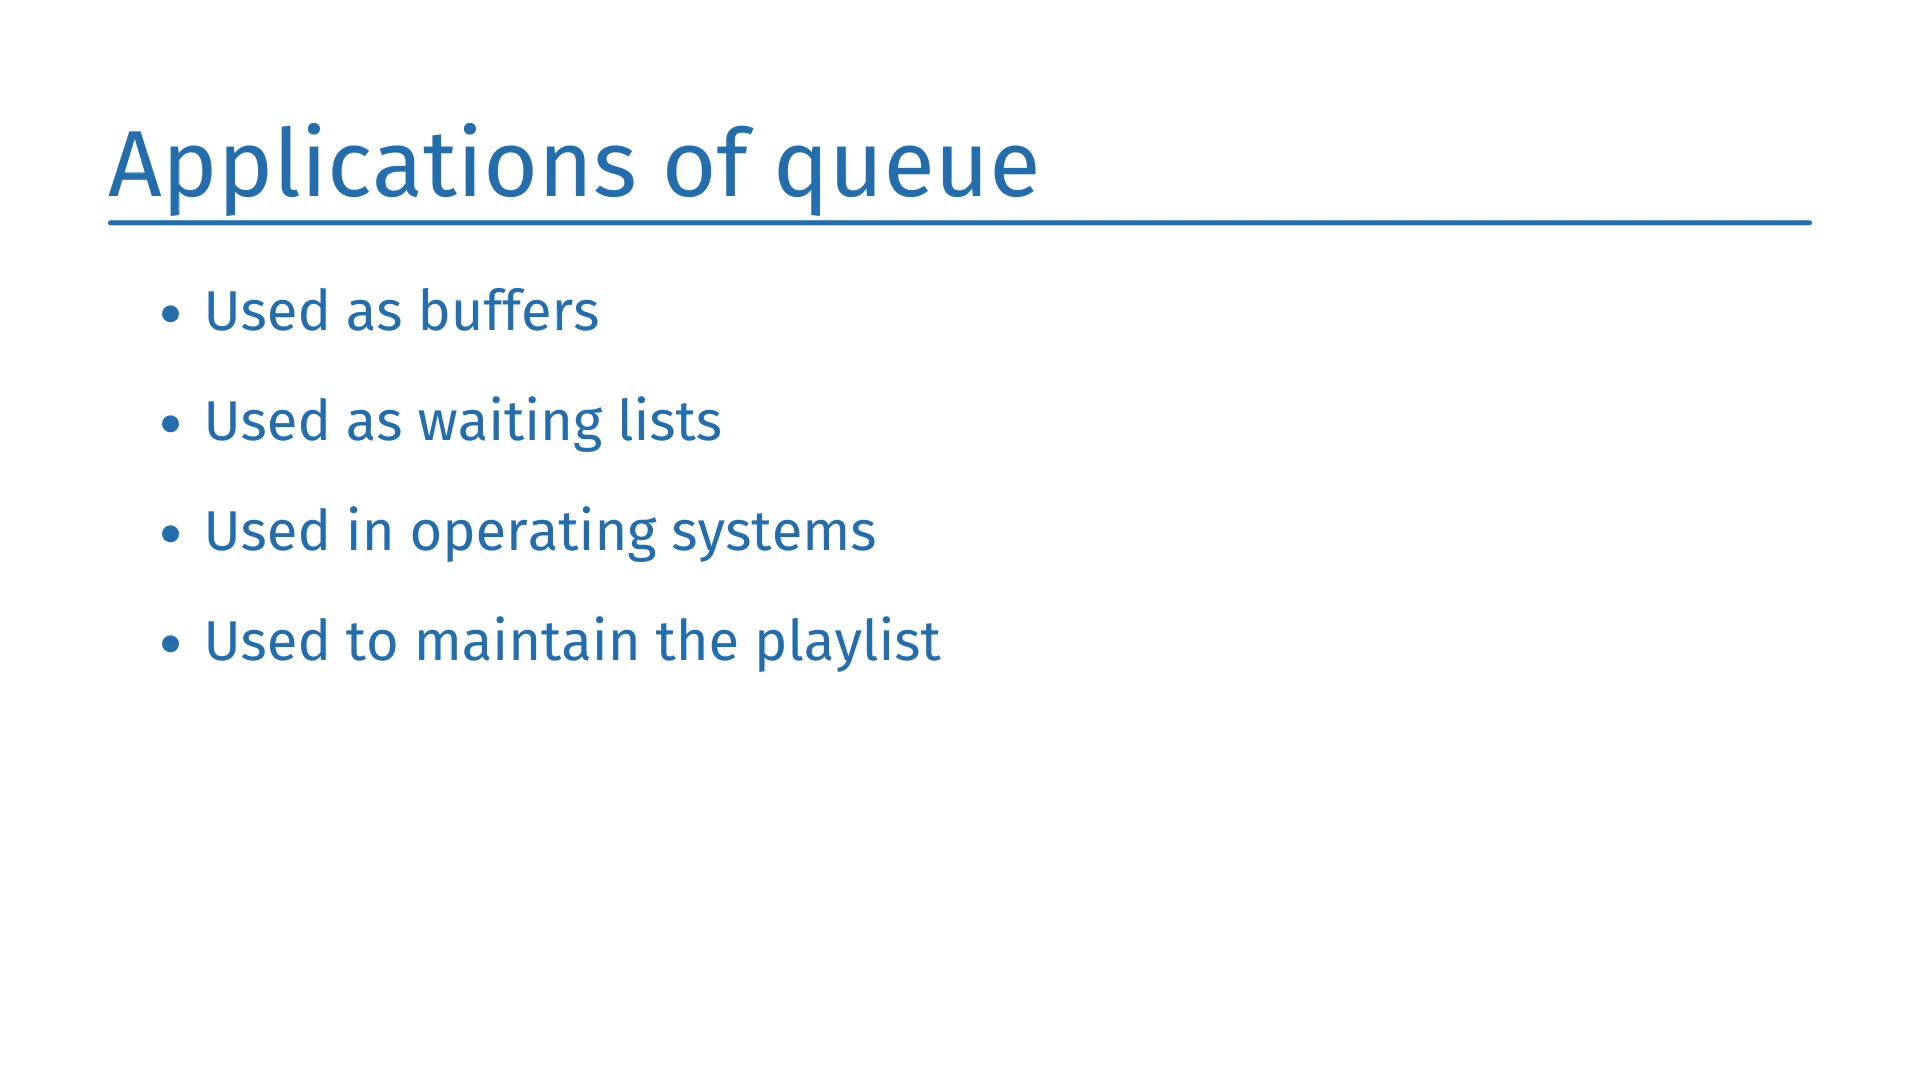 Applications of queue
• Used as buffers
• Used as waiting lists
• Used in operating systems
• Used to maintain the playlist